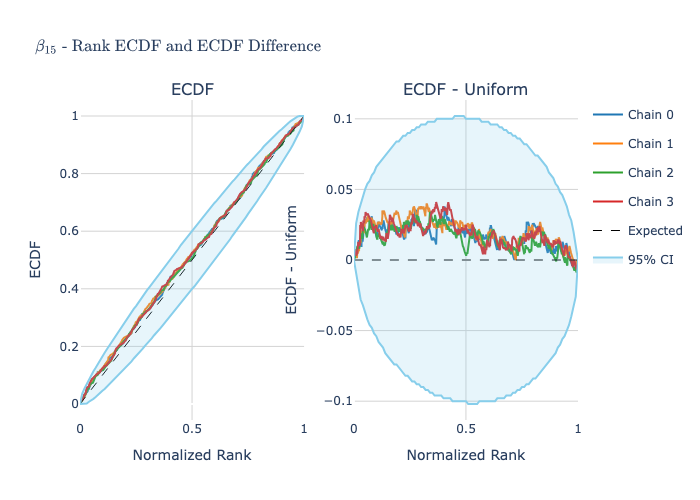 β₁₅ - Rank ECDF and ECDF Difference
ECDF
ECDF - Uniform
ECDF
1
0.8
0.6
0.4
0.2
0
0
0.5
1
Normalized Rank
ECDF - Uniform
0.1
0.05
0
−0.05
−0.1
0
0.5
1
Normalized Rank
Chain 0
Chain 1
Chain 2
Chain 3
Expected
95% CI